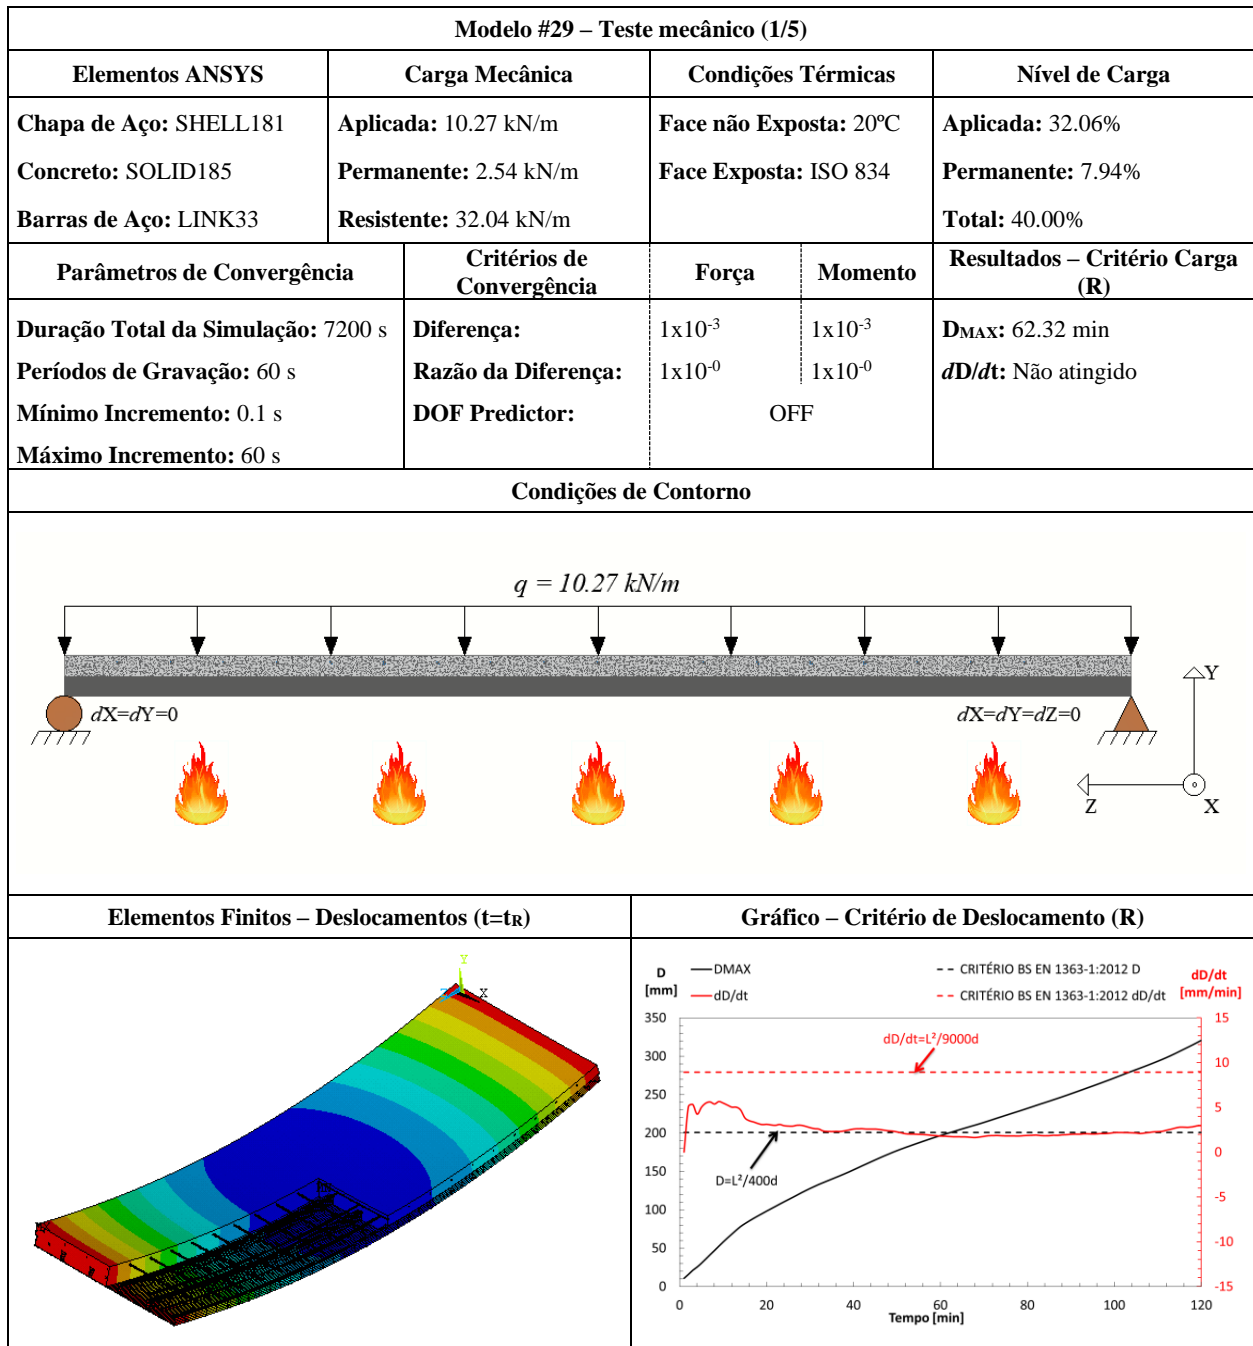 Modelo #29 – Teste mecânico (1/5)
Elementos ANSYS Carga Mecânica Condições Térmicas Nível de Carga
Chapa de Aço: SHELL181 Aplicada: 10.27 kN/m Face não Exposta: 20ºC Aplicada: 32.06%
Concreto: SOLID185 Permanente: 2.54 kN/m Face Exposta: ISO 834 Permanente: 7.94%
Barras de Aço: LINK33 Resistente: 32.04 kN/m Total: 40.00%
Parâmetros de Convergência Critérios de Convergência Força Momento Resultados – Critério Carga (R)
Duração Total da Simulação: 7200 s Diferença: 1x10⁻³ 1x10⁻³ DMAX: 62.32 min
Períodos de Gravação: 60 s Razão da Diferença: 1x10⁻⁰ 1x10⁻⁰ dD/dt: Não atingido
Mínimo Incremento: 0.1 s DOF Predictor: OFF
Máximo Incremento: 60 s
Condições de Contorno
q = 10.27 kN/m
dX=dY=0 dX=dY=dZ=0
Y
Z
X
Elementos Finitos – Deslocamentos (t=tR) Gráfico – Critério de Deslocamento (R)
Y
Z
X
D [mm]
DMAX
dD/dt
CRITÉRIO BS EN 1363-1:2012 D
CRITÉRIO BS EN 1363-1:2012 dD/dt
dD/dt [mm/min]
350
300
250
200
150
100
50
0
dD/dt=L²/9000d
D=L²/400d
15
10
5
0
-5
-10
-15
0 20 40 60 80 100 120
Tempo [min]